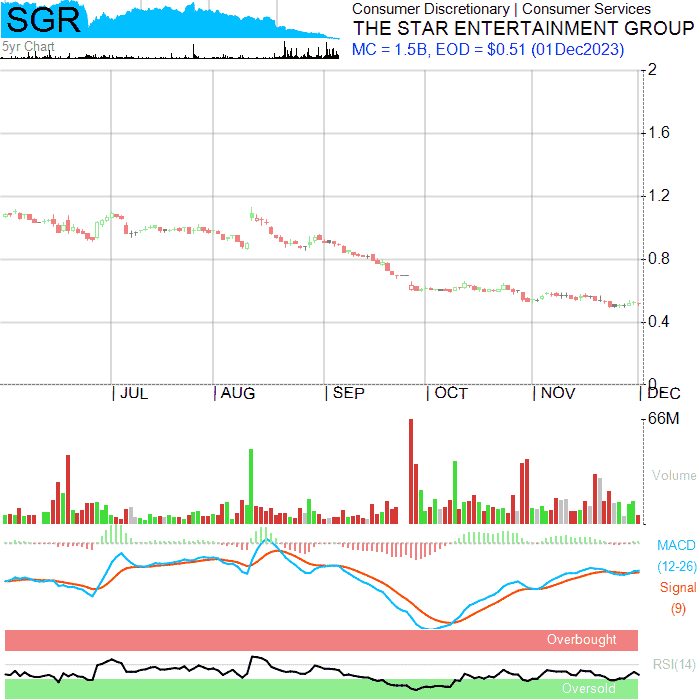 SGR
5yr Chart
Consumer Discretionary | Consumer Services
THE STAR ENTERTAINMENT GROUP
MC = 1.5B, EOD = $0.51 (01Dec2023)
2
1.6
1.2
0.8
0.4
0
| JUL | AUG | SEP | OCT | NOV | DEC
66M
Volume
MACD
(12-26)
Signal
(9)
Overbought
RSI(14)
Oversold